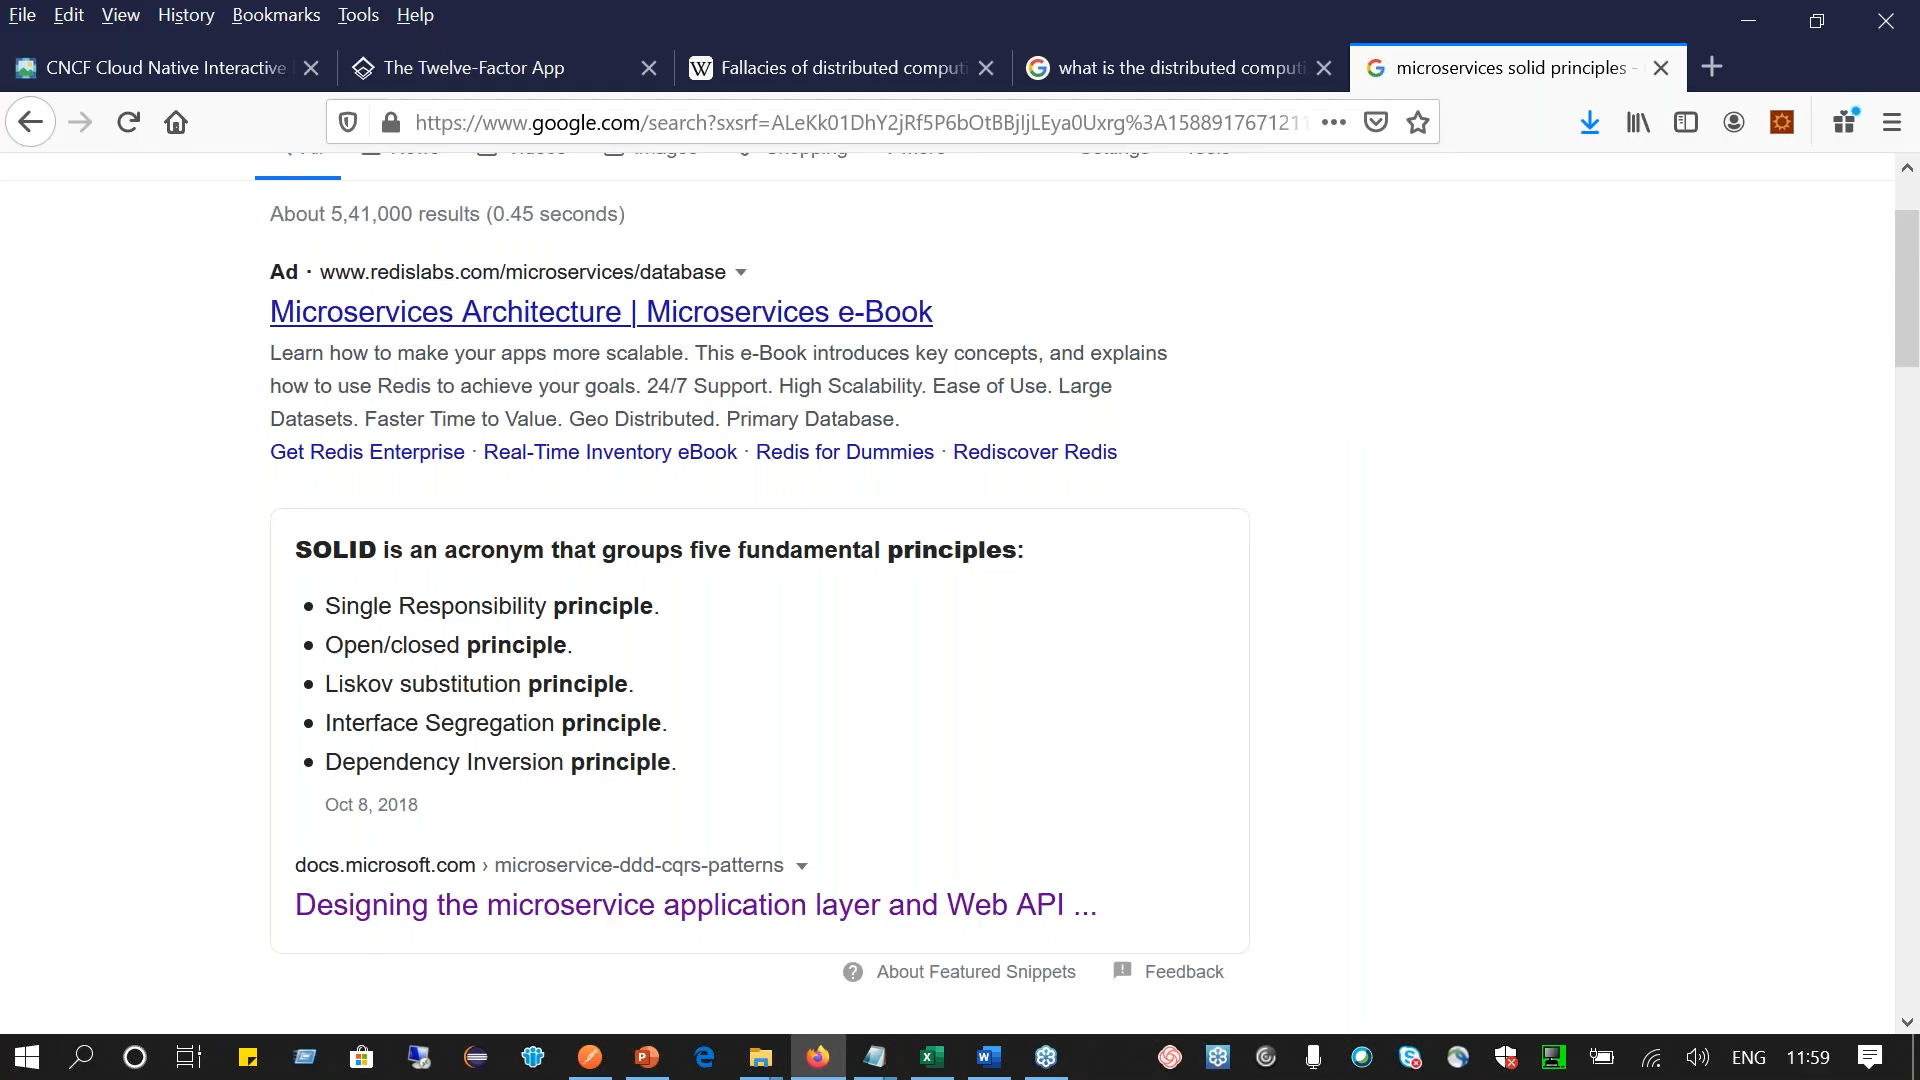 File Edit View History Bookmarks Tools Help
CNCF Cloud Native Interactive
The Twelve-Factor App
Fallacies of distributed computi
what is the distributed computi
microservices solid principles -
https://www.google.com/search?sxsrf=ALeKk01DhY2jRf5P6bOtBBjIjLEya0Uxrg%3A1588917671211
About 5,41,000 results (0.45 seconds)
Ad · www.redislabs.com/microservices/database
Microservices Architecture | Microservices e-Book
Learn how to make your apps more scalable. This e-Book introduces key concepts, and explains
how to use Redis to achieve your goals. 24/7 Support. High Scalability. Ease of Use. Large
Datasets. Faster Time to Value. Geo Distributed. Primary Database.
Get Redis Enterprise · Real-Time Inventory eBook · Redis for Dummies · Rediscover Redis
SOLID is an acronym that groups five fundamental principles:
• Single Responsibility principle.
• Open/closed principle.
• Liskov substitution principle.
• Interface Segregation principle.
• Dependency Inversion principle.
Oct 8, 2018
docs.microsoft.com › microservice-ddd-cqrs-patterns
Designing the microservice application layer and Web API ...
About Featured Snippets
Feedback
ENG 11:59